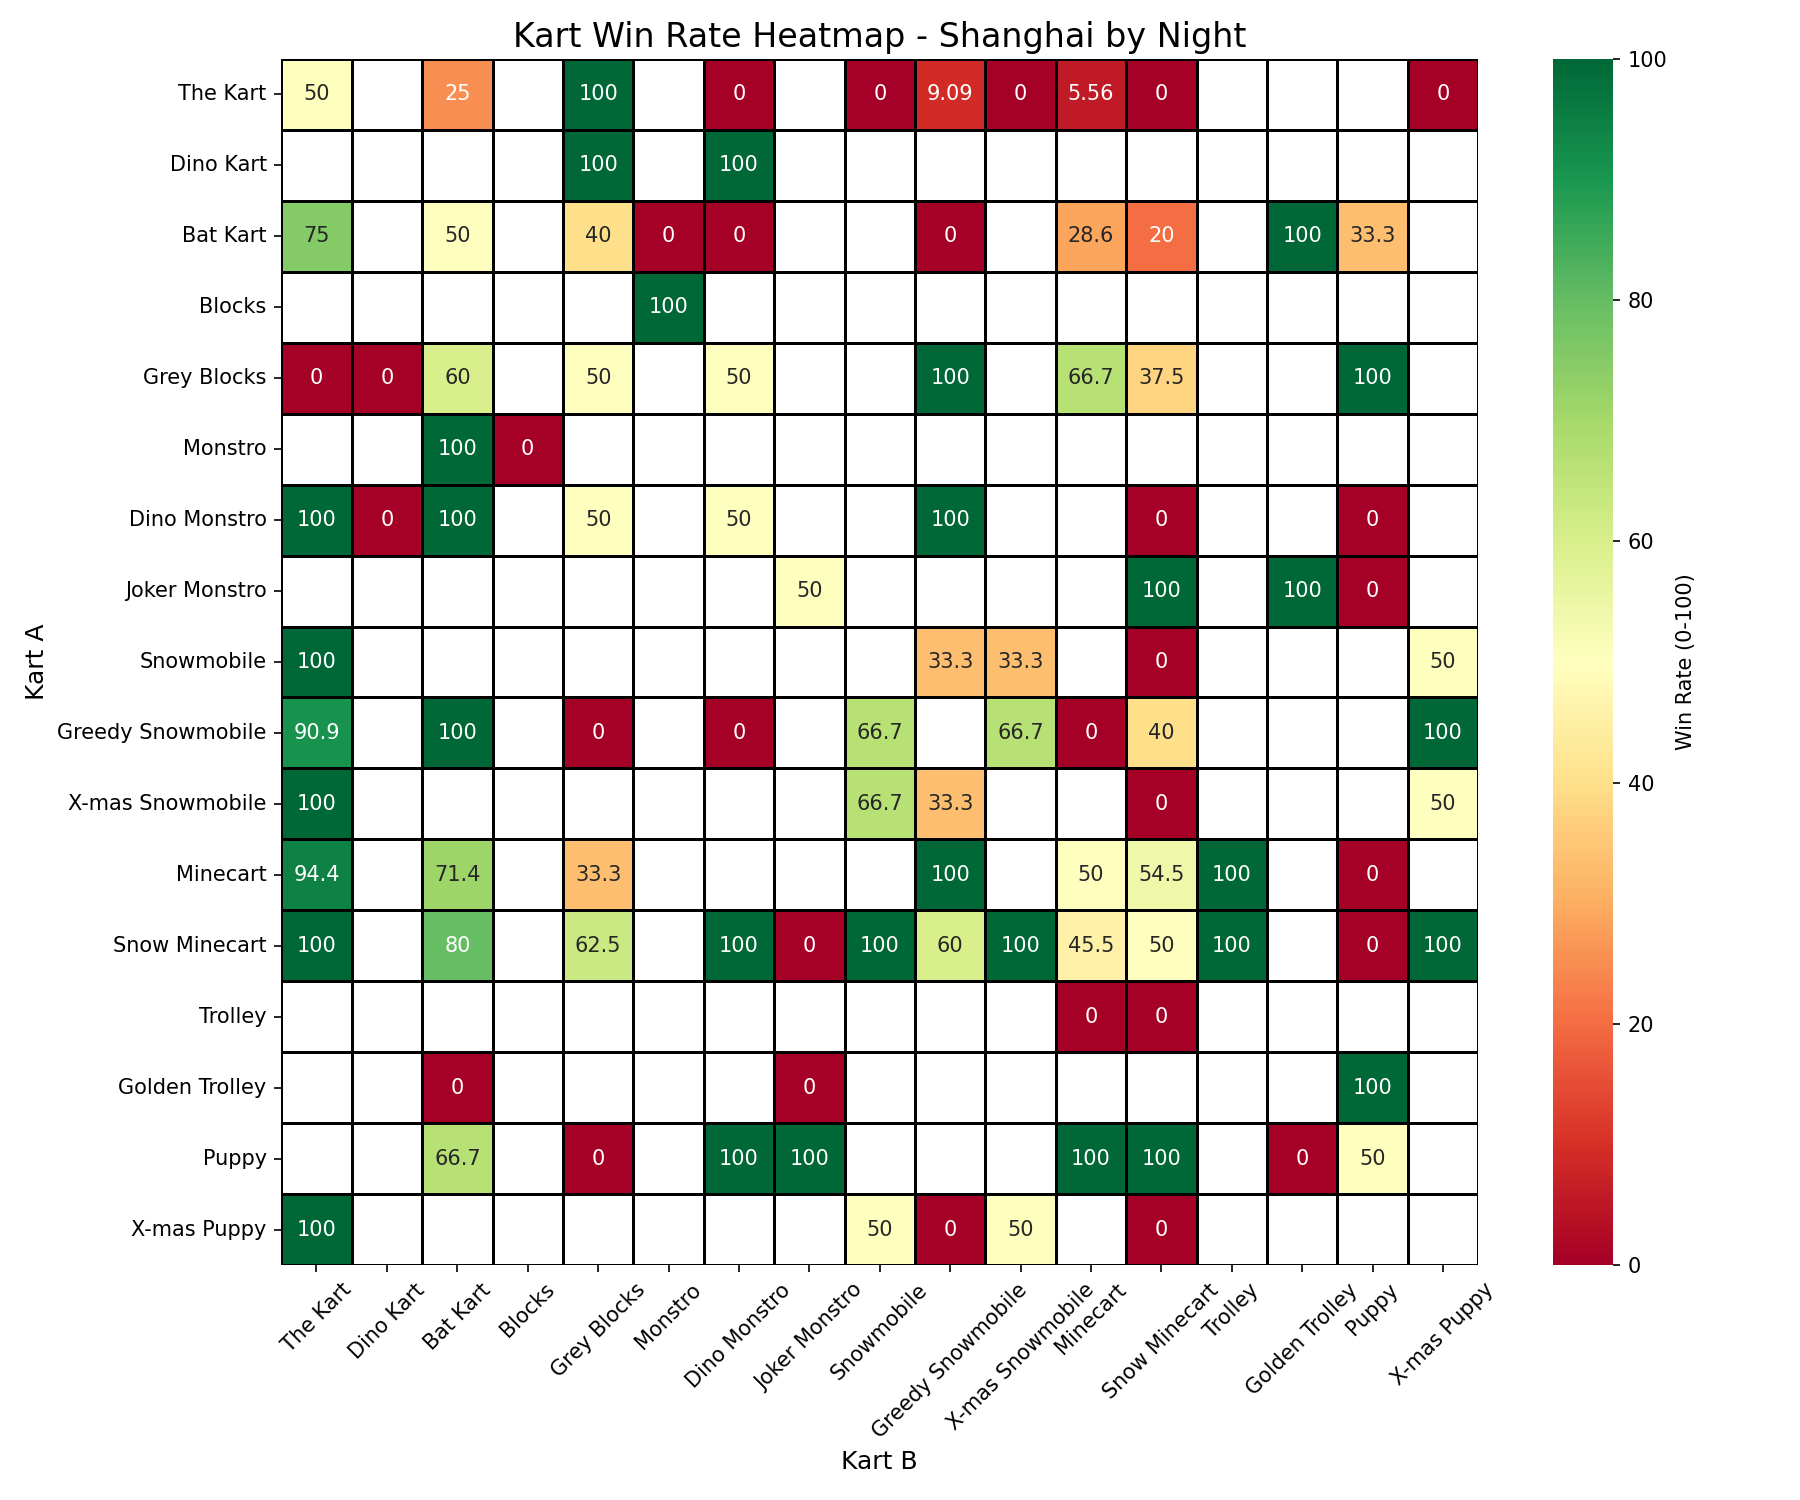 Kart Win Rate Heatmap - Shanghai by Night
Kart A
The Kart 50 25 100 0 0 9.09 0 5.56 0 0
Dino Kart 100 100
Bat Kart 75 50 40 0 0 0 28.6 20 100 33.3
Blocks 100
Grey Blocks 0 0 60 50 50 100 66.7 37.5 100
Monstro 100 0
Dino Monstro 100 0 100 50 50 100 0 0
Joker Monstro 50 100 100 0
Snowmobile 100 33.3 33.3 0 50
Greedy Snowmobile 90.9 100 0 0 66.7 66.7 0 40 100
X-mas Snowmobile 100 66.7 33.3 0 50
Minecart 94.4 71.4 33.3 100 50 54.5 100 0
Snow Minecart 100 80 62.5 100 0 100 60 100 45.5 50 100 0 100
Trolley 0 0
Golden Trolley 0 0 100
Puppy 66.7 0 100 100 100 100 0 50
X-mas Puppy 100 50 0 50 0
The Kart
Dino Kart
Bat Kart
Blocks
Grey Blocks
Monstro
Dino Monstro
Joker Monstro
Snowmobile
Greedy Snowmobile
X-mas Snowmobile
Minecart
Snow Minecart
Trolley
Golden Trolley
Puppy
X-mas Puppy
Kart B
100
80
60
40
20
0
Win Rate (0-100)